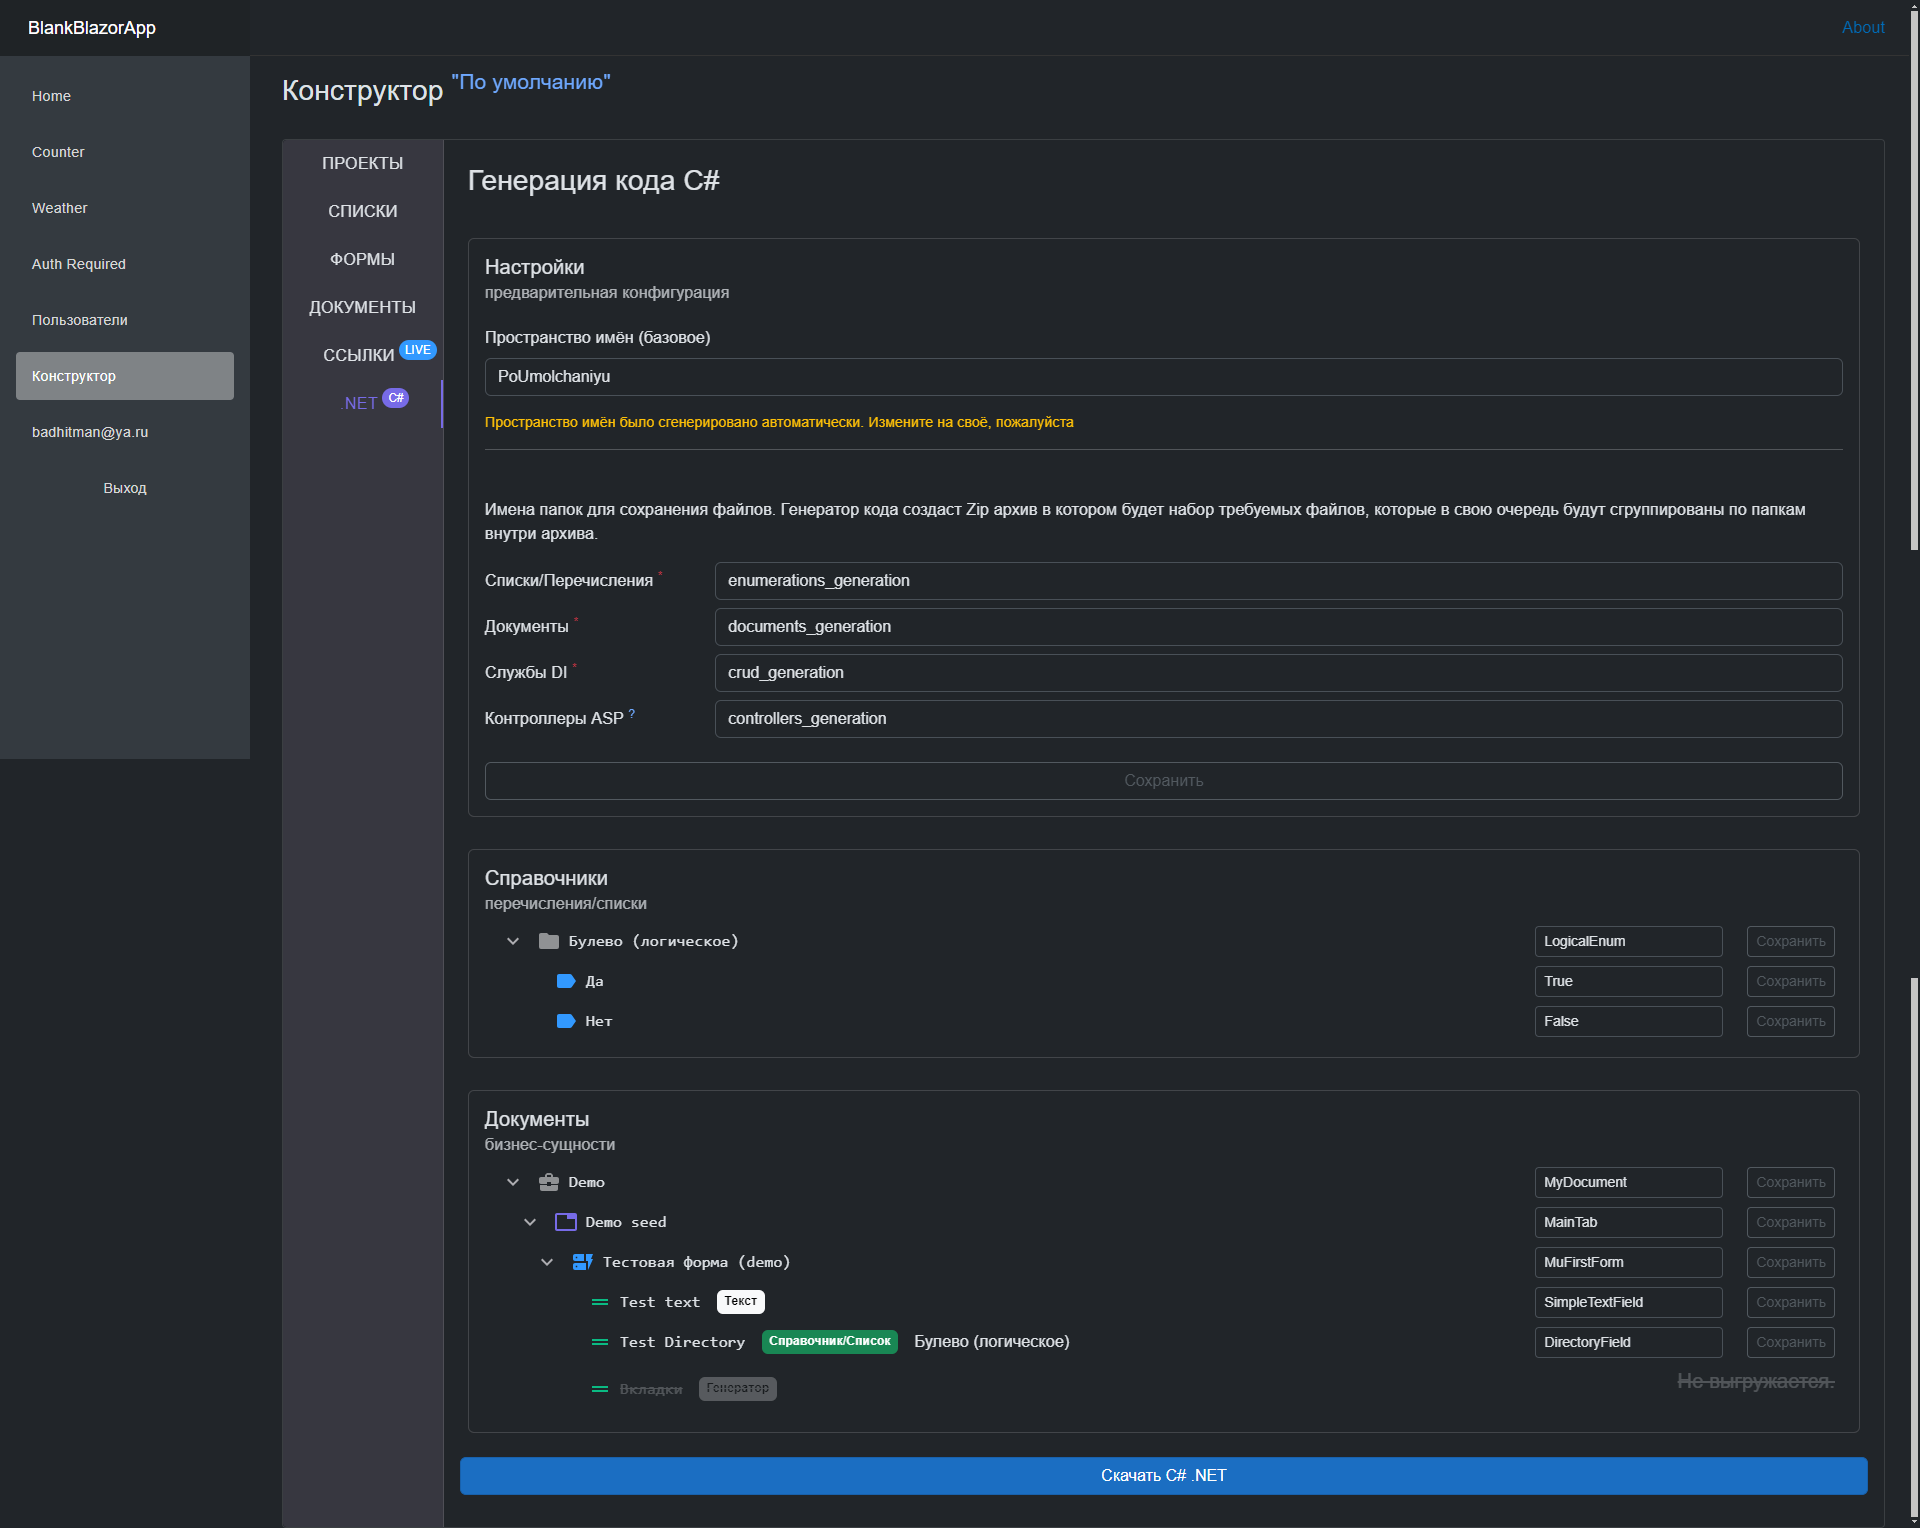 BlankBlazorApp
About
Home
Counter
Weather
Auth Required
Пользователи
Конструктор
badhitman@ya.ru
Выход
Конструктор "По умолчанию"
ПРОЕКТЫ
СПИСКИ
ФОРМЫ
ДОКУМЕНТЫ
ССЫЛКИ LIVE
.NET C#
Генерация кода C#
Настройки
предварительная конфигурация
Пространство имён (базовое)
PoUmolchaniyu
Пространство имён было сгенерировано автоматически. Измените на своё, пожалуйста
Имена папок для сохранения файлов. Генератор кода создаст Zip архив в котором будет набор требуемых файлов, которые в свою очередь будут сгруппированы по папкам
внутри архива.
Списки/Перечисления * enumerations_generation
Документы * documents_generation
Службы DI * crud_generation
Контроллеры ASP ? controllers_generation
Сохранить
Справочники
перечисления/списки
Булево (логическое) LogicalEnum Сохранить
Да True Сохранить
Нет False Сохранить
Документы
бизнес-сущности
Demo MyDocument Сохранить
Demo seed MainTab Сохранить
Тестовая форма (demo) MuFirstForm Сохранить
Test text Текст SimpleTextField Сохранить
Test Directory Справочник/Список Булево (логическое) DirectoryField Сохранить
Вкладки Генератор Не выгружается.
Скачать C# .NET